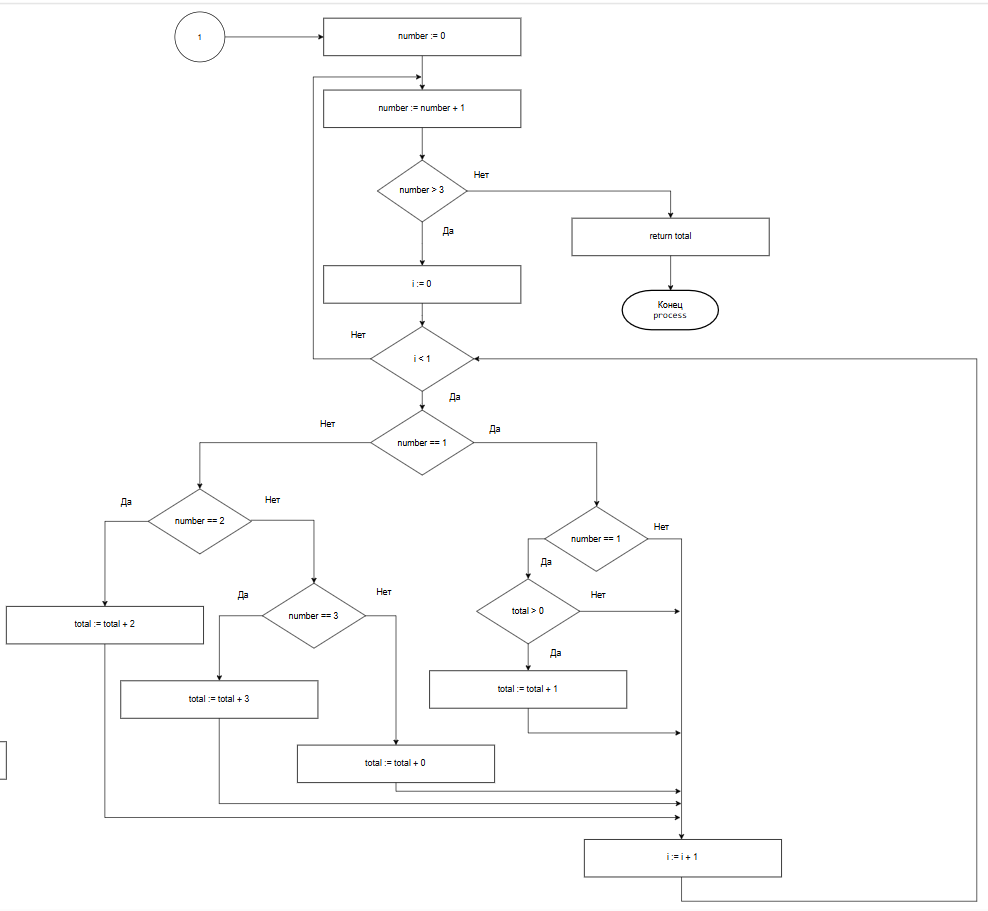 1
number := 0
number := number + 1
number > 3
Нет
Да
return total
Конец
process
i := 0
Нет
i < 1
Да
Нет
number == 1
Да
Да
number == 2
Нет
number == 1
Нет
Да
Да
number == 3
Нет
total > 0
Нет
Да
total := total + 2
total := total + 3
total := total + 1
total := total + 0
i := i + 1